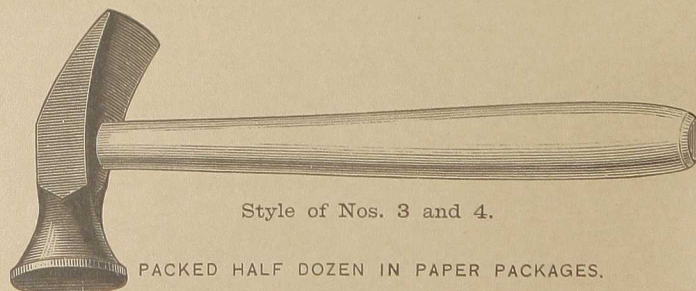 Style of Nos. 3 and 4.
PACKED HALF DOZEN IN PAPER PACKAGES.